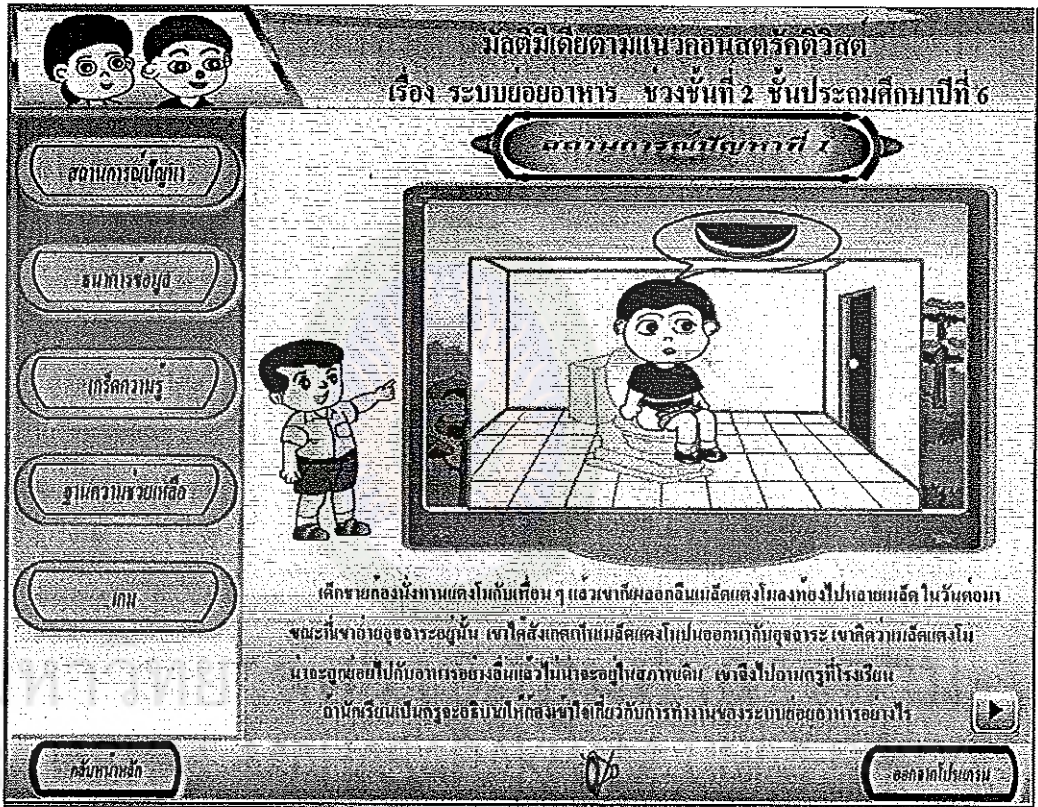 มัลติมีเดียตามแนวคอนสตรัคติวิสต์
เรื่อง ระบบย่อยอาหาร ช่วงชั้นที่ 2 ชั้นประถมศึกษาปีที่ 6
สถานการณ์ปัญหาที่ 1
สถานการณ์ปัญหา
ธนาคารข้อมูล
เกร็ดความรู้
ฐานความช่วยเหลือ
เกม
เด็กชายก้องนั่งทานแตงโมกับเพื่อน ๆ แล้วเขาก็เผลอกลืนเมล็ดแตงโมลงท้องไปหลายเมล็ด ในวันต่อมา
ขณะที่เขาถ่ายอุจจาระอยู่นั้น เขาได้สังเกตเห็นเมล็ดแตงโมปนออกมากับอุจจาระ เขาคิดว่าเมล็ดแตงโม
น่าจะถูกย่อยไปกับอาหารอย่างอื่นแล้วไม่น่าจะอยู่ในสภาพเดิม เขาจึงไปถามครูที่โรงเรียน
ถ้านักเรียนเป็นครูจะอธิบายให้ก้องเข้าใจเกี่ยวกับการทำงานของระบบย่อยอาหารอย่างไร
กลับหน้าหลัก
ออกจากโปรแกรม